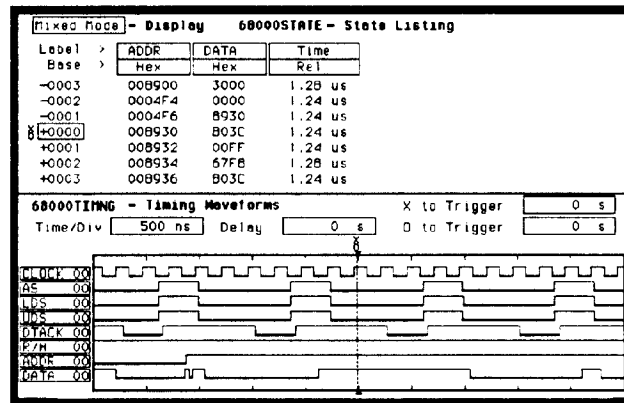 Mixed Mode - Display 68000STATE - State Listing
Label > ADDR DATA Time
Base > Hex Hex Rel
-0003 008900 3000 1.28 us
-0002 0004F4 0000 1.24 us
-0001 0004F6 8930 1.24 us
+0000 008930 B03C 1.24 us
+0001 008932 00FF 1.24 us
+0002 008934 67F8 1.28 us
+0003 008936 B03C 1.24 us
68000TIMNG - Timing Waveforms X to Trigger 0 s
Time/Div 500 ns Delay 0 s O to Trigger 0 s
CLOCK 00
AS 00
LDS 00
UDS 00
DTACK 00
R/W 00
ADDR 00
DATA 00